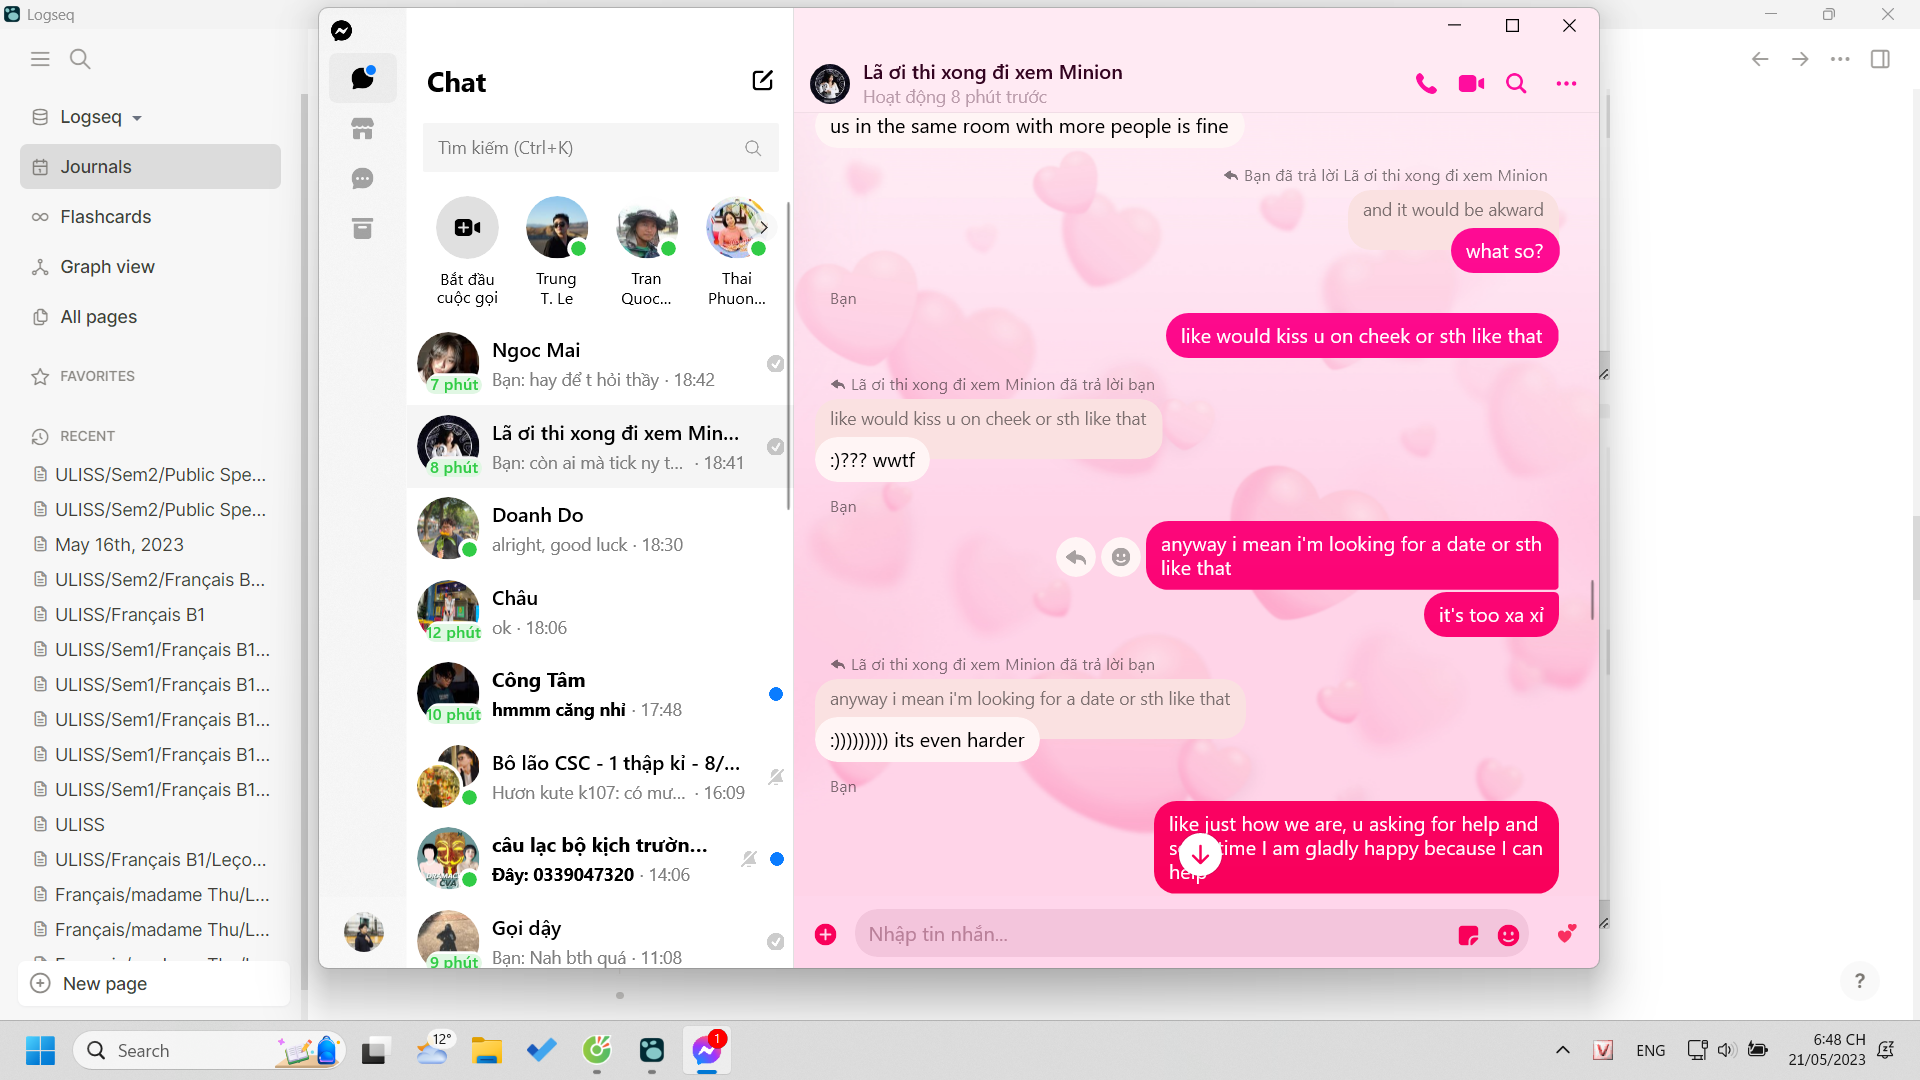 Logseq
Logseq
Journals
Flashcards
Graph view
All pages
FAVORITES
RECENT
ULISS/Sem2/Public Spe...
ULISS/Sem2/Public Spe...
May 16th, 2023
ULISS/Sem2/Français B...
ULISS/Français B1
ULISS/Sem1/Français B1...
ULISS/Sem1/Français B1...
ULISS/Sem1/Français B1...
ULISS/Sem1/Français B1...
ULISS/Sem1/Français B1...
ULISS
ULISS/Français B1/Leço...
Français/madame Thu/L...
Français/madame Thu/L...
New page
Chat
Tìm kiếm (Ctrl+K)
Bắt đầu
cuộc gọi
Trung
T. Le
Tran
Quoc...
Thai
Phuon...
Ngoc Mai
7 phút
Bạn: hay để t hỏi thầy · 18:42
Lã ơi thi xong đi xem Min...
8 phút
Bạn: còn ai mà tick ny t... · 18:41
Doanh Do
alright, good luck · 18:30
Châu
12 phút
ok · 18:06
Công Tâm
10 phút
hmmm căng nhỉ · 17:48
Bô lão CSC - 1 thập kỉ - 8/...
Hươn kute k107: có mư... · 16:09
câu lạc bộ kịch trườn...
Đây: 0339047320 · 14:06
Gọi dậy
9 phút
Bạn: Nah bth quá · 11:08
Lã ơi thi xong đi xem Minion
Hoạt động 8 phút trước
us in the same room with more people is fine
Bạn đã trả lời Lã ơi thi xong đi xem Minion
and it would be akward
what so?
Bạn
like would kiss u on cheek or sth like that
Lã ơi thi xong đi xem Minion đã trả lời bạn
like would kiss u on cheek or sth like that
:)??? wwtf
Bạn
anyway i mean i'm looking for a date or sth
like that
it's too xa xỉ
Lã ơi thi xong đi xem Minion đã trả lời bạn
anyway i mean i'm looking for a date or sth like that
:))))))))) its even harder
Bạn
like just how we are, u asking for help and
time I am gladly happy because I can
help
Nhập tin nhắn...
?
Search
12°
1
V
ENG
6:48 CH
21/05/2023